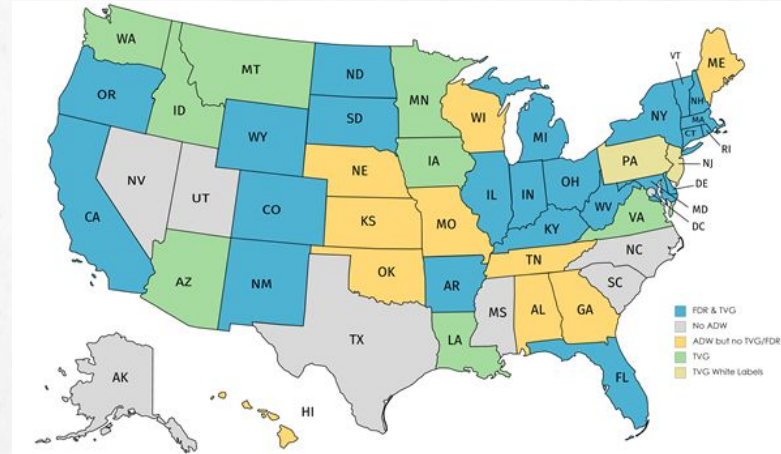 WA
MT
ND
MN
VT
ME
OR
ID
SD
WI
MI
NY
NH
MA
CT
RI
WY
IA
PA
NJ
NE
NV
UT
CO
IL
IN
OH
DE
MD
DC
WV
VA
CA
KS
MO
KY
NC
TN
SC
AZ
NM
OK
AR
MS
AL
GA
TX
LA
FL
AK
HI
FDR & TVG
No ADW
ADW but no TVG/FDR
TVG
TVG White Labels